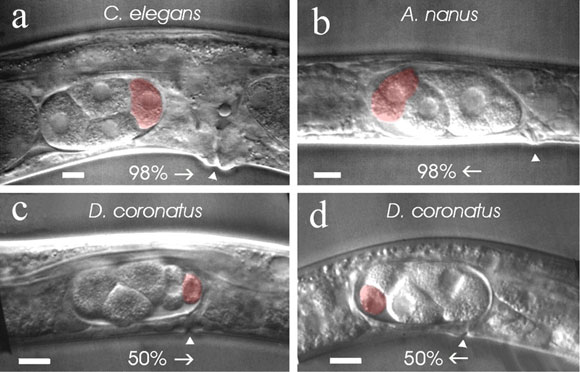 a
C. elegans
98% →
b
A. nanus
98% ←
c
D. coronatus
50% →
d
D. coronatus
50% ←